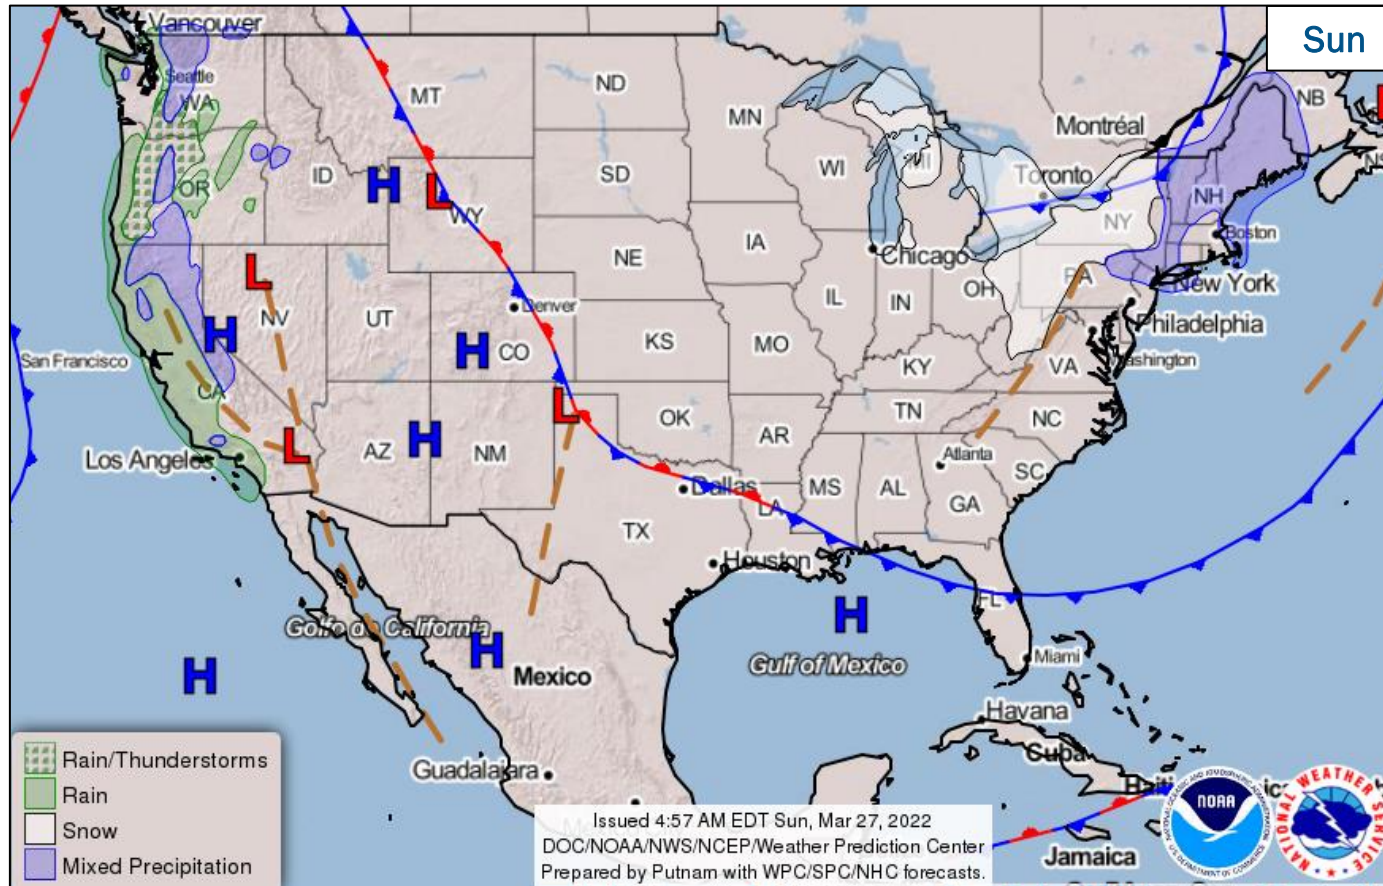 Sun
Vancouver
Seattle
WA
MT
ND
MN
Montréal
NB
OR
ID
SD
WI
MI
Toronto
NH
WY
NY
Boston
L
H
L
NE
IA
Chicago
PA
New York
L
NV
UT
Denver
IL
IN
OH
Philadelphia
San Francisco
H
H
CO
KS
MO
KY
VA
ashington
CA
L
OK
TN
NC
Los Angeles
L
AZ
H
NM
AR
Atlanta
SC
Dallas
LA
MS
AL
GA
TX
Houston
FL
H
Golfo de California
H
Mexico
Gulf of Mexico
Miami
H
Havana
Cuba
Guadalajara
Haiti
Jamaica
Rain/Thunderstorms
Rain
Snow
Mixed Precipitation
Issued 4:57 AM EDT Sun, Mar 27, 2022
DOC/NOAA/NWS/NCEP/Weather Prediction Center
Prepared by Putnam with WPC/SPC/NHC forecasts.
NOAA
NATIONAL WEATHER SERVICE